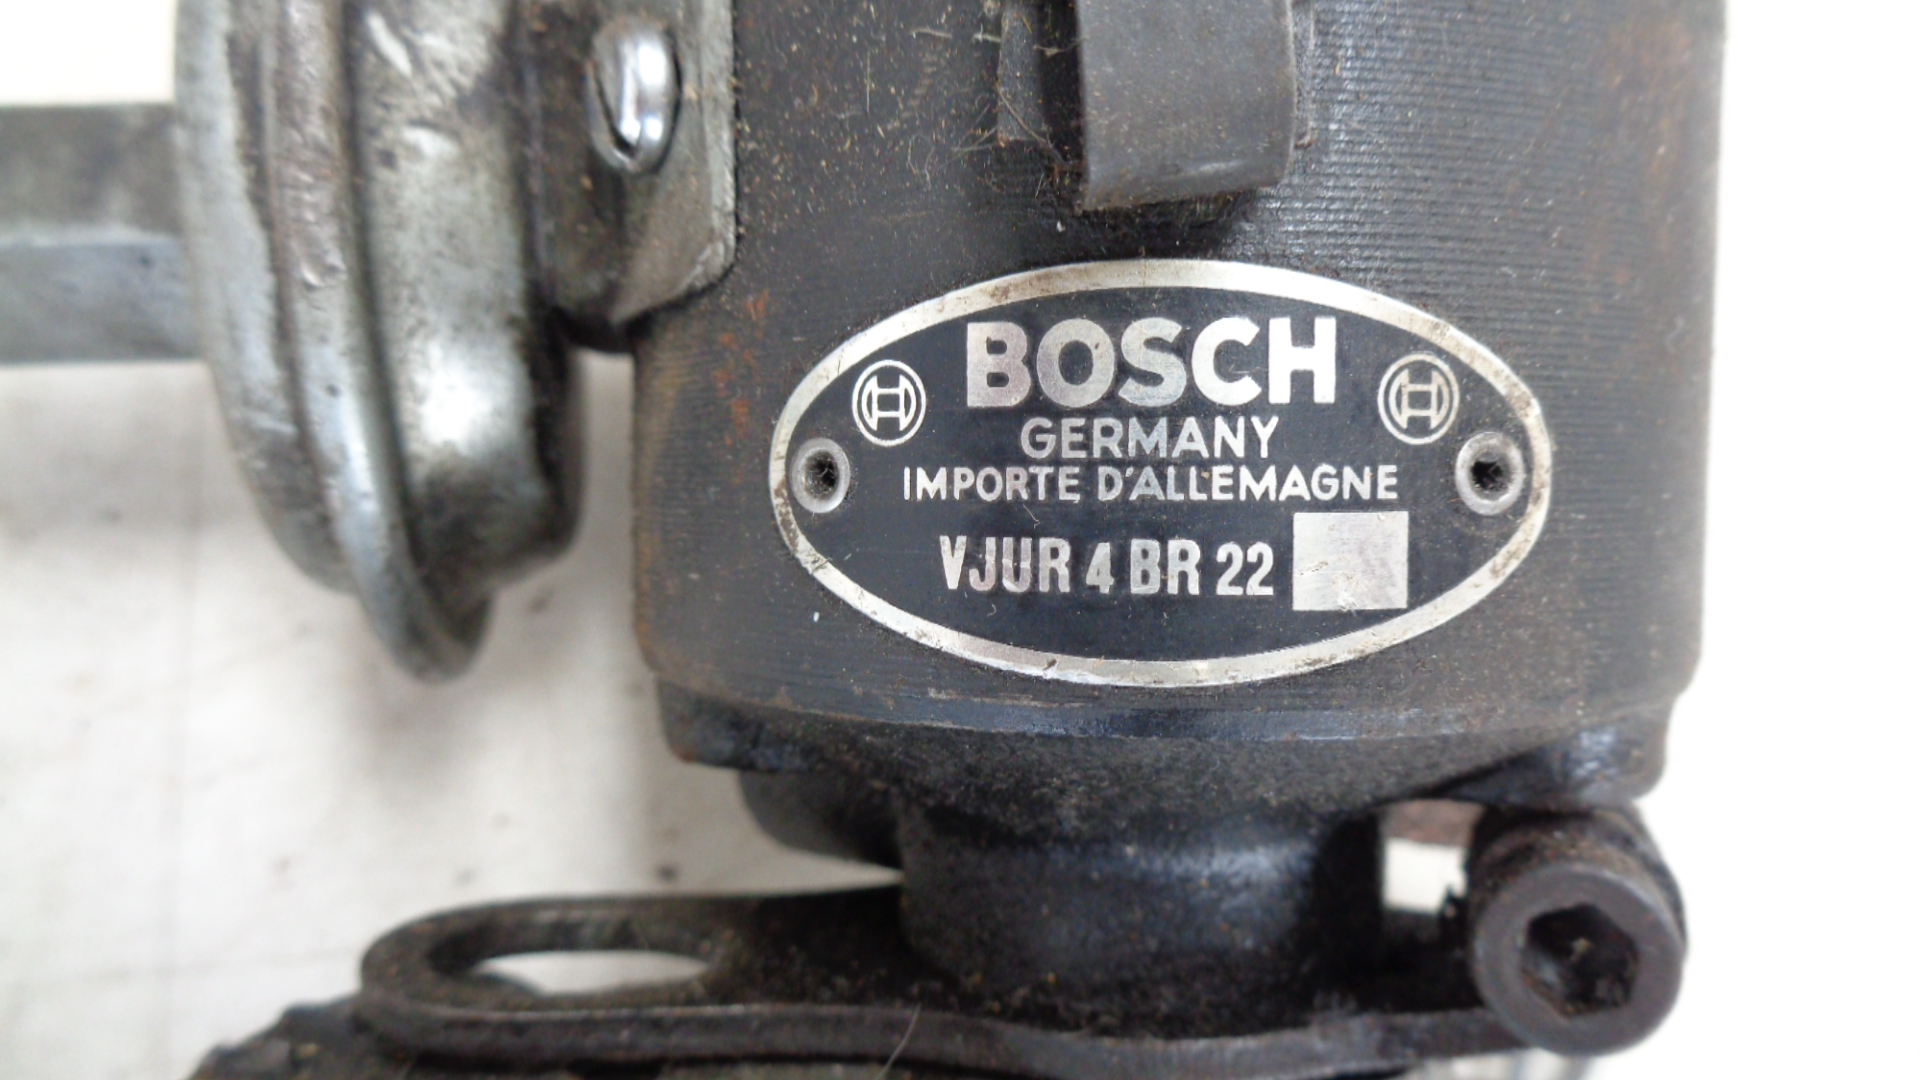 BOSCH
GERMANY
IMPORTE D'ALLEMAGNE
VJUR 4 BR 22